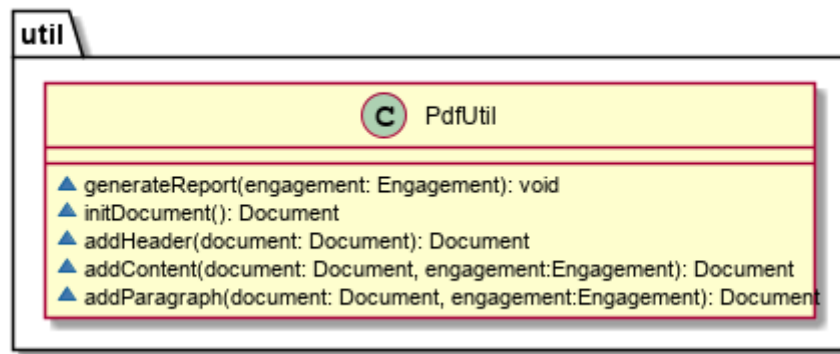 util
C PdfUtil
generateReport(engagement: Engagement): void
initDocument(): Document
addHeader(document: Document): Document
addContent(document: Document, engagement:Engagement): Document
addParagraph(document: Document, engagement:Engagement): Document